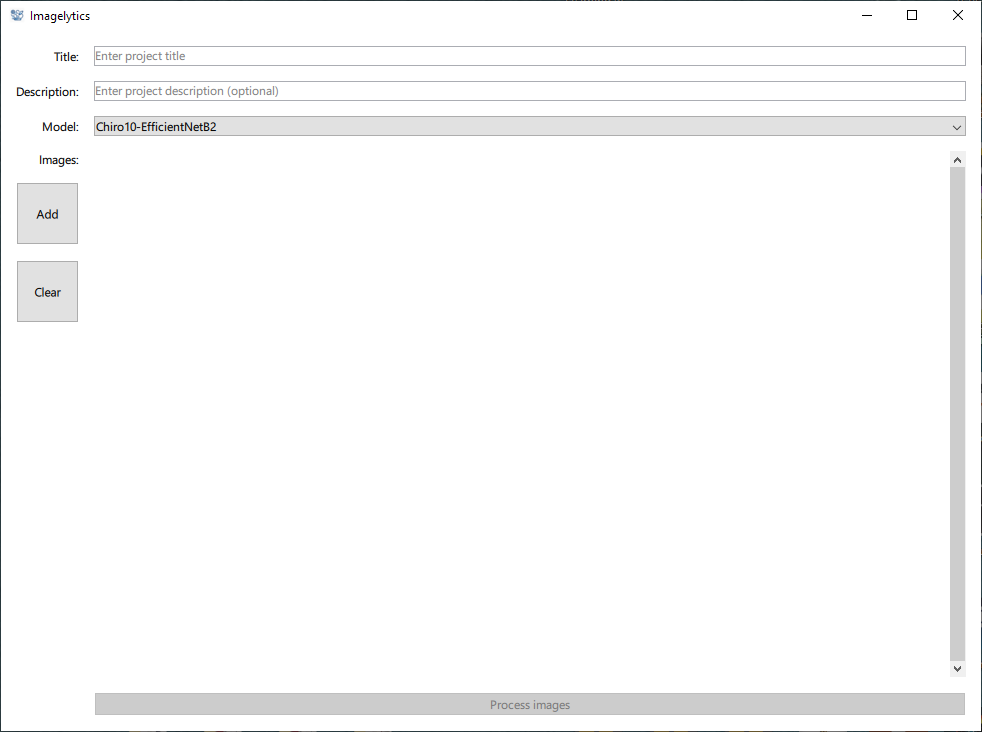 Imagelytics
Title: Enter project title
Description: Enter project description (optional)
Model: Chiro10-EfficientNetB2
Images:
Add
Clear
Process images